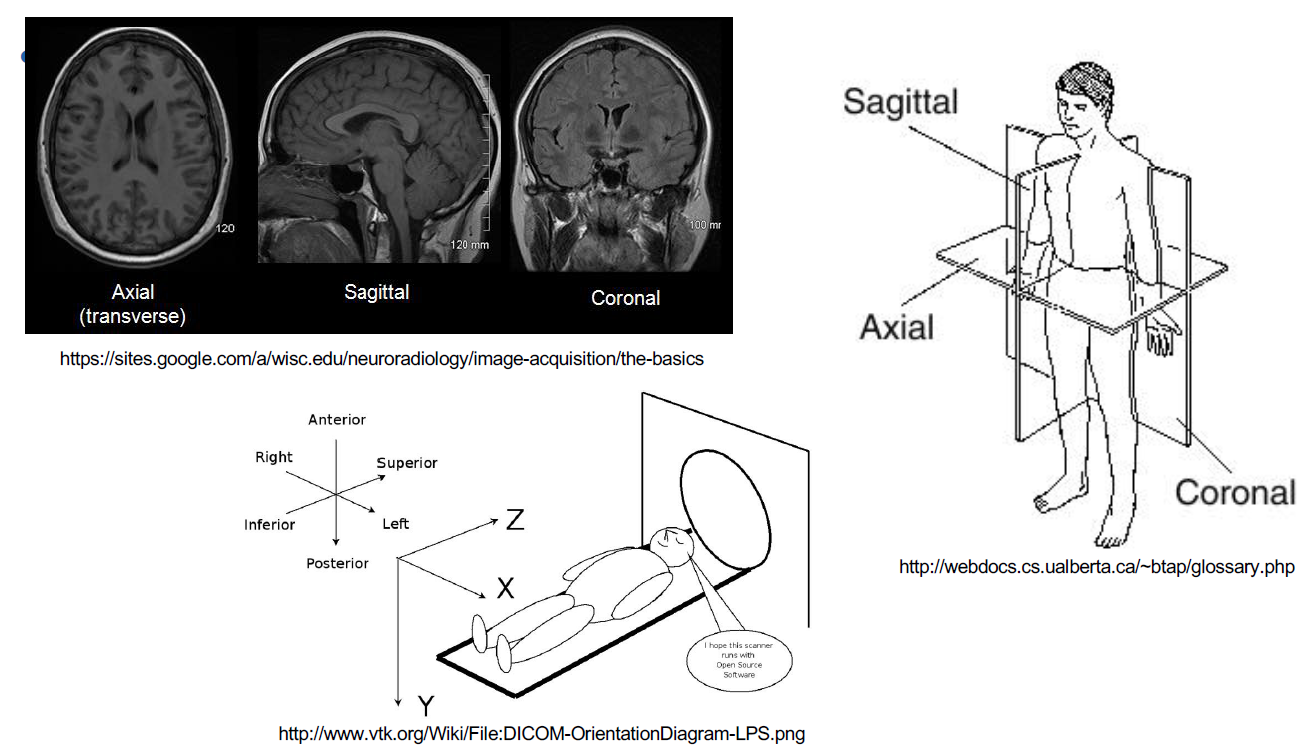 120
120 mm
100 mr
Axial
(transverse)
Sagittal
Coronal
https://sites.google.com/a/wisc.edu/neuroradiology/image-acquisition/the-basics
Sagittal
Axial
Coronal
http://webdocs.cs.ualberta.ca/~btap/glossary.php
Anterior
Right
Superior
Inferior
Left
Posterior
Z
X
Y
I hope this scanner
runs with
Open Source
Software
http://www.vtk.org/Wiki/File:DICOM-OrientationDiagram-LPS.png